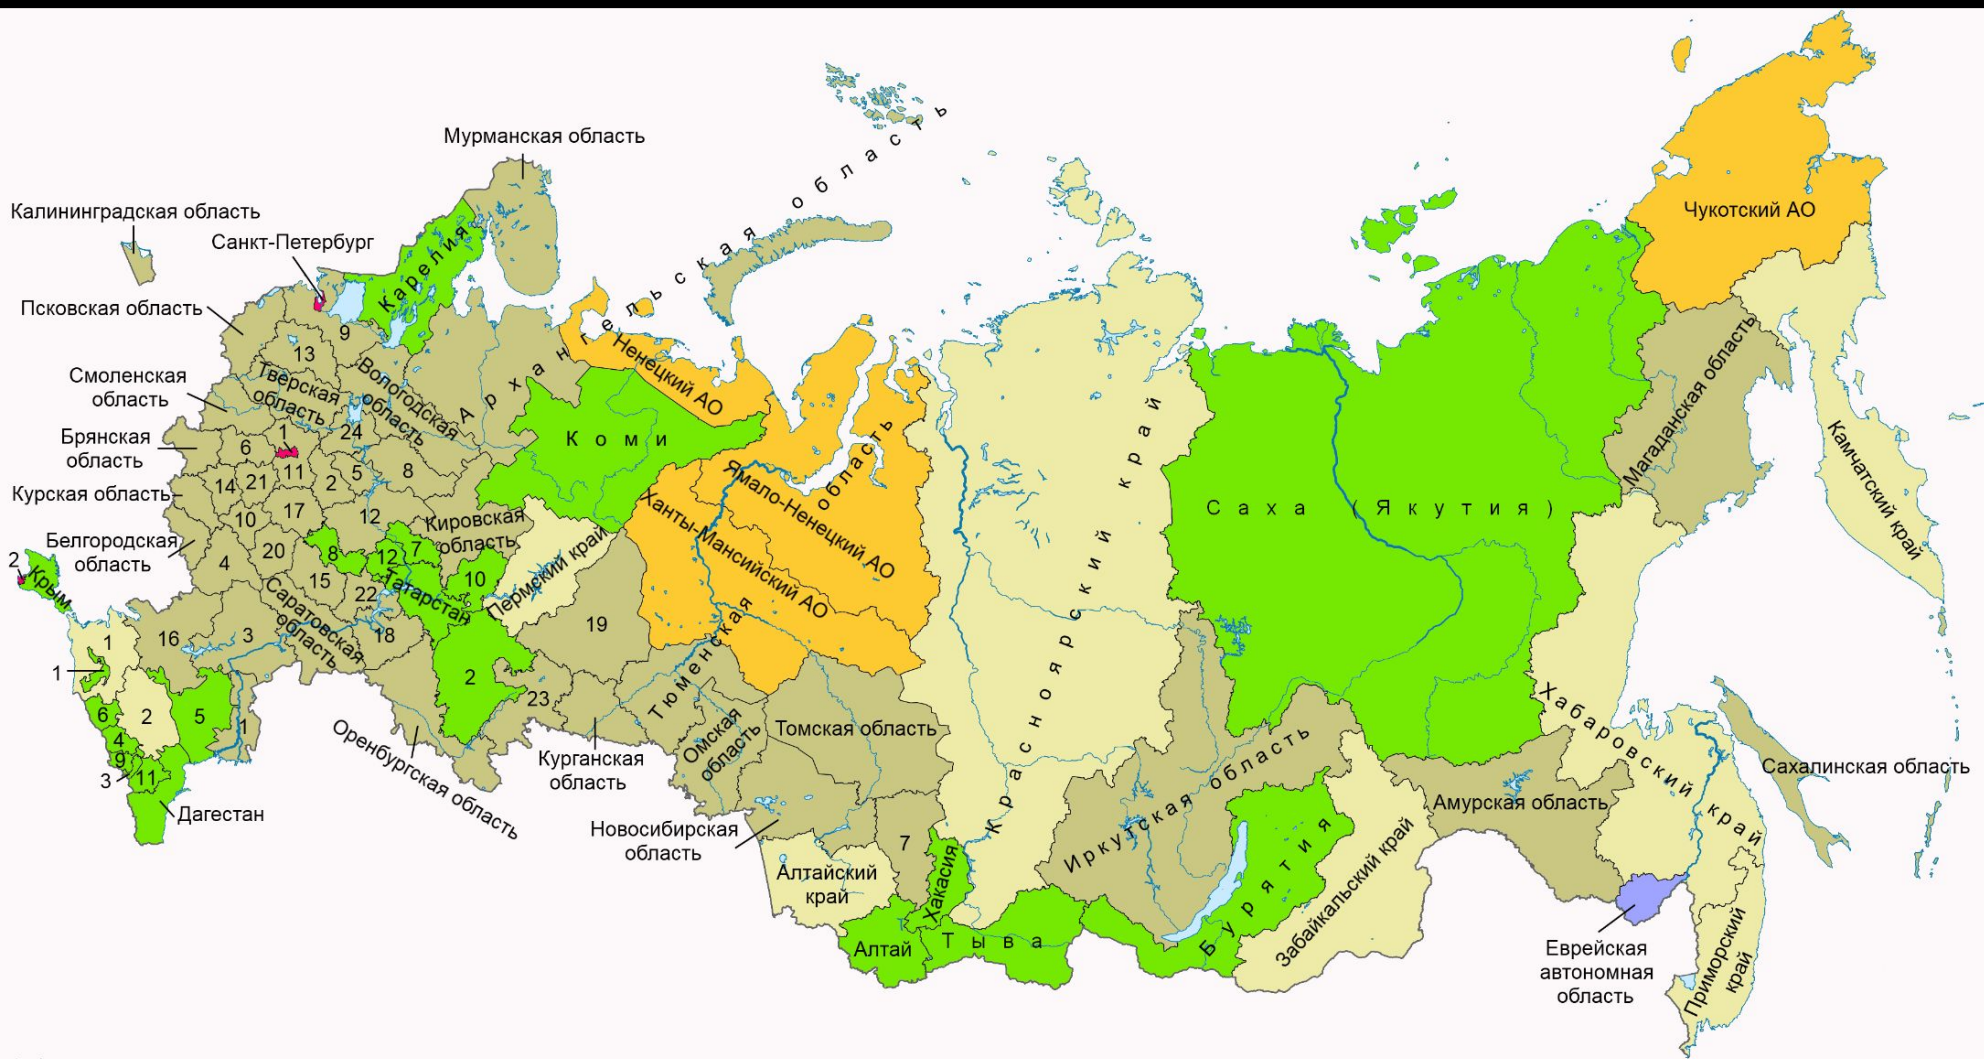 Мурманская область
Архангельская область
Чукотский АО
Калининградская область
Санкт-Петербург
Карелия
Псковская область
9
13
Ненецкий АО
Вологодская
область
Тверская
область
Смоленская
область
Магаданская область
Камчатский край
Коми
Брянская
область
6
1
24
11
5
2
8
14
21
Курская область
10
17
12
Ямало-Ненецкий АО
Ханты-Мансийский АО
Тюменская область
Красноярский край
Саха (Якутия)
Кировская
область
Пермский край
Белгородская
область
4
20
8
12
7
10
Татарстан
15
22
Саратовская
область
18
2
Крым
16
3
1
1
2
5
6
4
9
3
11
1
Дагестан
19
2
23
Оренбургская область
Курганская
область
Омская
область
Томская область
Новосибирская
область
7
Алтайский
край
Хакасия
Алтай
Тыва
Иркутская область
Бурятия
Забайкальский край
Амурская область
Хабаровский край
Сахалинская область
Еврейская
автономная
область
Приморский
край